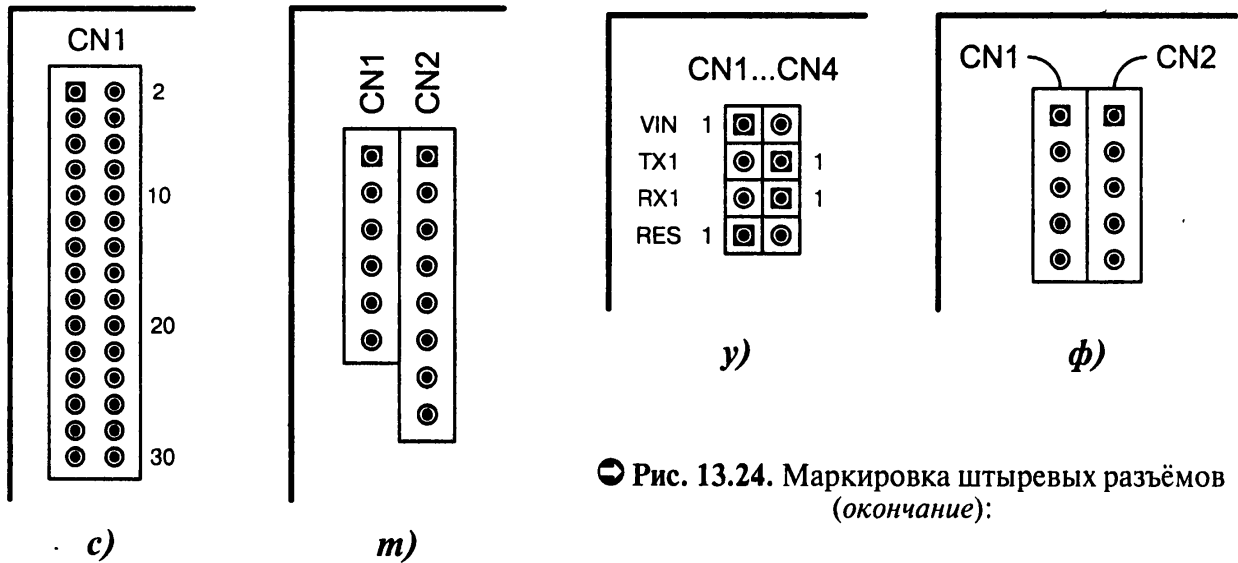 CN1
2
10
20
30
с)
CN1
CN2
т)
CN1...CN4
VIN 1
TX1 1
RX1 1
RES 1
у)
CN1 CN2
ф)
Рис. 13.24. Маркировка штыревых разъёмов
(окончание):